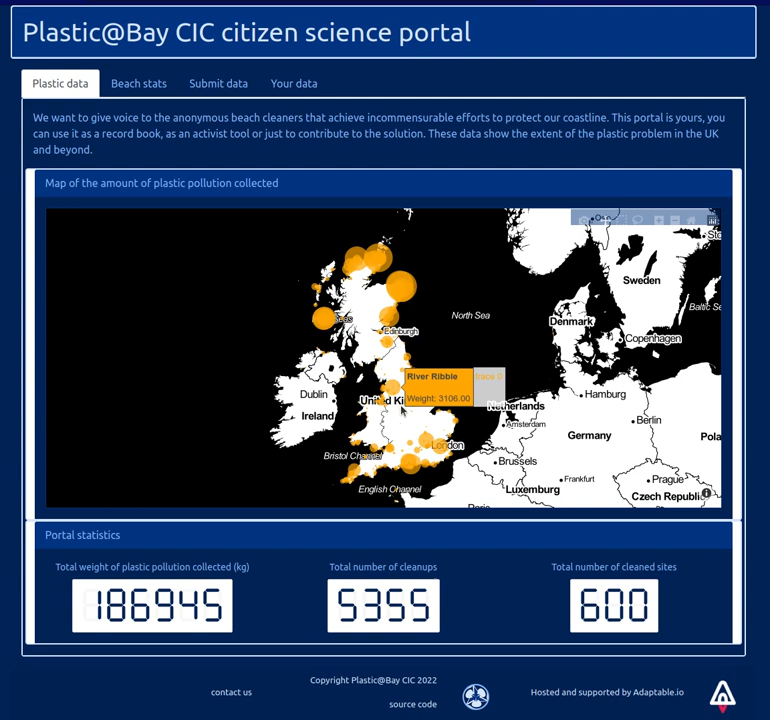 Plastic@Bay CIC citizen science portal
Plastic data
Beach stats
Submit data
Your data
We want to give voice to the anonymous beach cleaners that achieve incommensurable efforts to protect our coastline. This portal is yours, you
can use it as a record book, as an activist tool or just to contribute to the solution. These data show the extent of the plastic problem in the UK
and beyond.
Map of the amount of plastic pollution collected
Sweden
North Sea
Baltic Se
Denmark
Edinburgh
Copenhagen
River Ribble
trace 0
Weight: 3106.00
Dublin
United Ki
Netherlands
Hamburg
Ireland
Amsterdam
Berlin
London
Germany
Pola
Bristol Channel
Brussels
Frankfurt
Prague
English Channel
Luxemburg
Czech Republic
Portal statistics
Total weight of plastic pollution collected (kg)
Total number of cleanups
Total number of cleaned sites
186945
5355
600
Copyright Plastic@Bay CIC 2022
contact us
Hosted and supported by Adaptable.io
source code